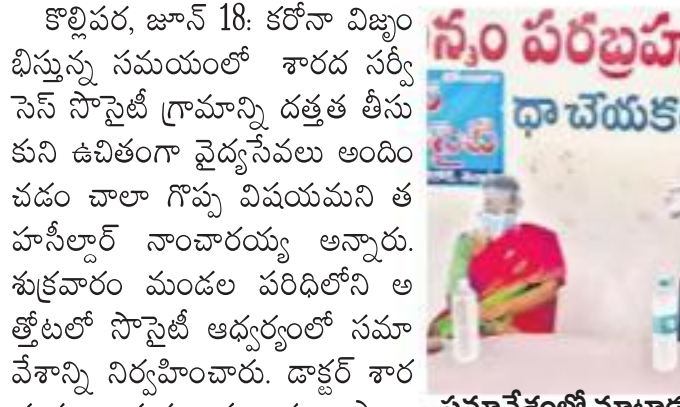 కొల్లిపర, జూన్ 18: కరోనా విజృం
భిస్తున్న సమయంలో శారద సర్వీ
సెస్ సొసైటీ గ్రామాన్ని దత్తత తీసు
కుని ఉచితంగా వైద్యసేవలు అందిం
చడం చాలా గొప్ప విషయమని త
హసీల్దార్ నాంచారయ్య అన్నారు.
శుక్రవారం మండల పరిధిలోని అ
త్తోటలో సొసైటీ ఆధ్వర్యంలో సమా
వేశాన్ని నిర్వహించారు. డాక్టర్ శార
న్నం పరబ్రహ
ధా చేయక